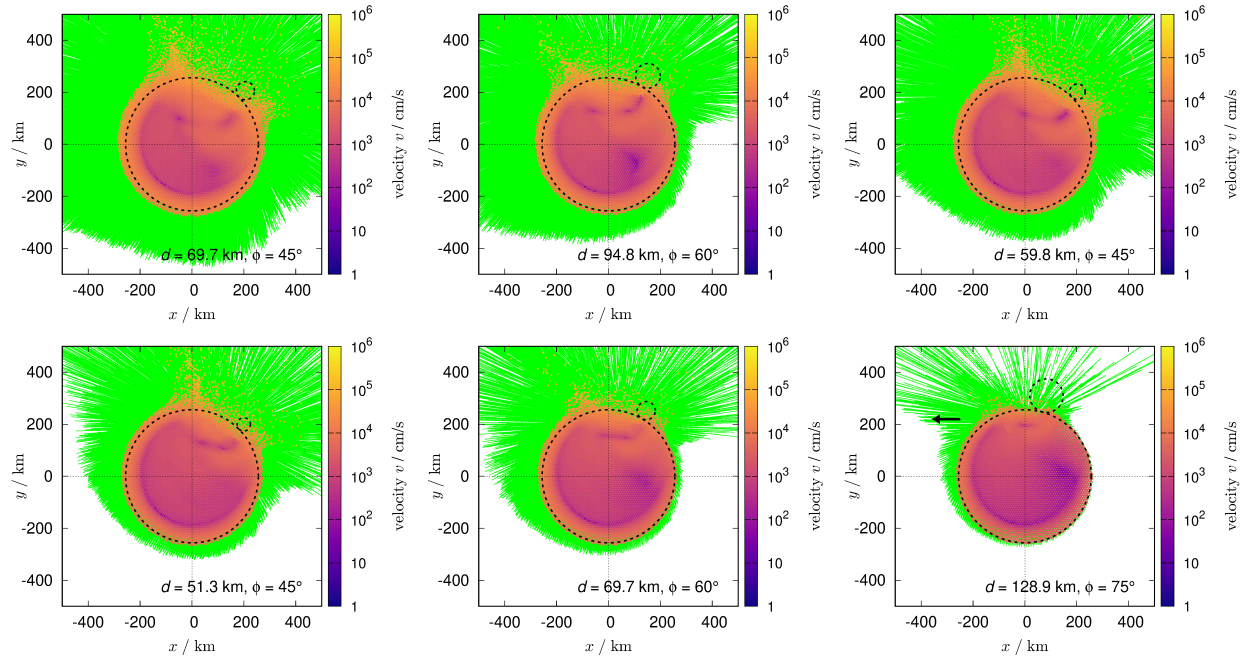 10^6
10^5
10^4
10^3
10^2
10
1
velocity v / cm/s
400
200
0
-200
-400
y / km
-400 -200 0 200 400
x / km
d = 69.7 km, ϕ = 45°
10^6
10^5
10^4
10^3
10^2
10
1
velocity v / cm/s
400
200
0
-200
-400
y / km
-400 -200 0 200 400
x / km
d = 94.8 km, ϕ = 60°
10^6
10^5
10^4
10^3
10^2
10
1
velocity v / cm/s
400
200
0
-200
-400
y / km
-400 -200 0 200 400
x / km
d = 59.8 km, ϕ = 45°
10^6
10^5
10^4
10^3
10^2
10
1
velocity v / cm/s
400
200
0
-200
-400
y / km
-400 -200 0 200 400
x / km
d = 51.3 km, ϕ = 45°
10^6
10^5
10^4
10^3
10^2
10
1
velocity v / cm/s
400
200
0
-200
-400
y / km
-400 -200 0 200 400
x / km
d = 69.7 km, ϕ = 60°
10^6
10^5
10^4
10^3
10^2
10
1
velocity v / cm/s
400
200
0
-200
-400
y / km
-400 -200 0 200 400
x / km
d = 128.9 km, ϕ = 75°